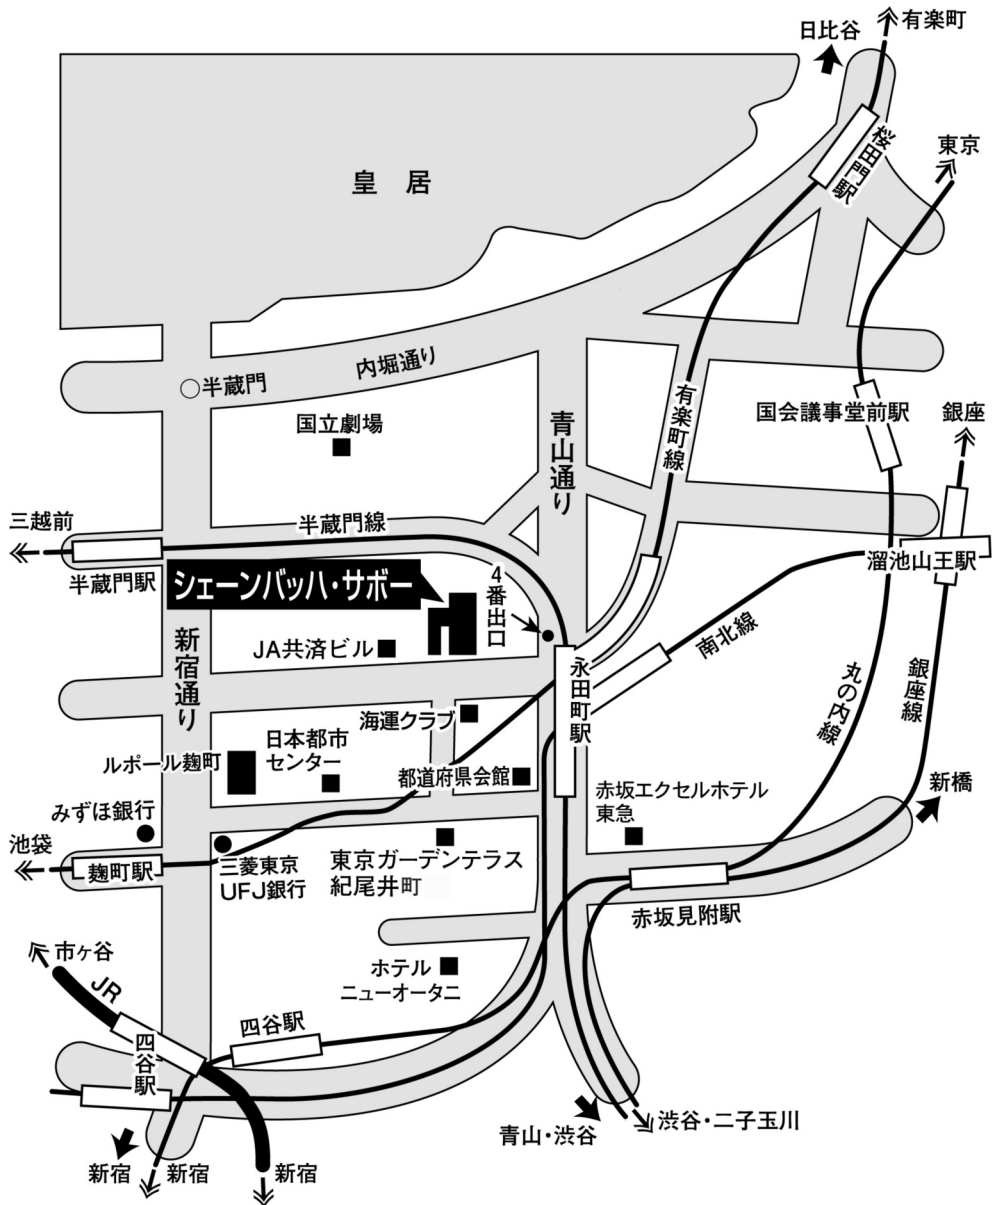 日比谷
有楽町
桜田門駅
東京
皇居
内堀通り
半蔵門
国立劇場
青山通り
有楽町線
国会議事堂前駅
銀座
三越前
半蔵門線
半蔵門駅
シェーンバッハ・サボー
4番出口
溜池山王駅
新宿通り
JA共済ビル
永田町駅
南北線
丸の内線
銀座線
海運クラブ
日本都市
センター
ルポール麹町
都道府県会館
赤坂エクセルホテル
東急
新橋
みずほ銀行
池袋
麹町駅
三菱東京
UFJ銀行
東京ガーデンテラス
紀尾井町
赤坂見附駅
市ヶ谷
JR
ホテル
ニューオータニ
四谷駅
四谷駅
青山・渋谷
渋谷・二子玉川
新宿
新宿
新宿